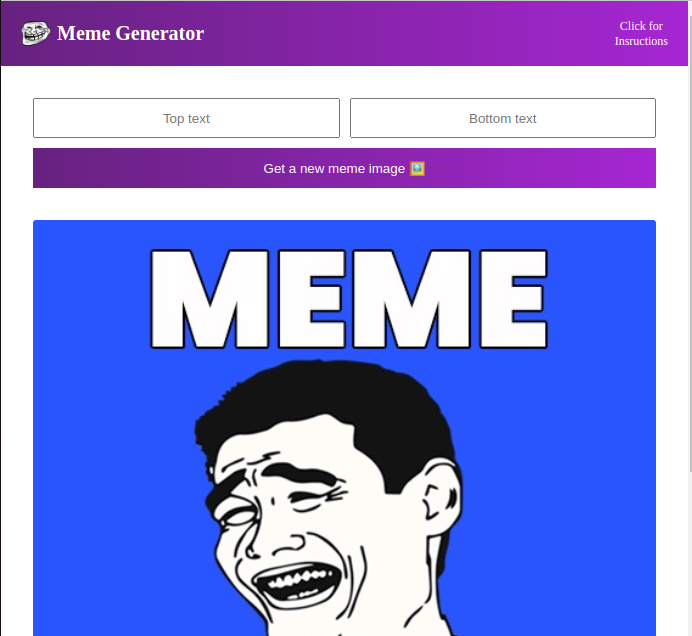 Meme Generator
Click for
Insructions
Top text
Bottom text
Get a new meme image 🖼️
MEME